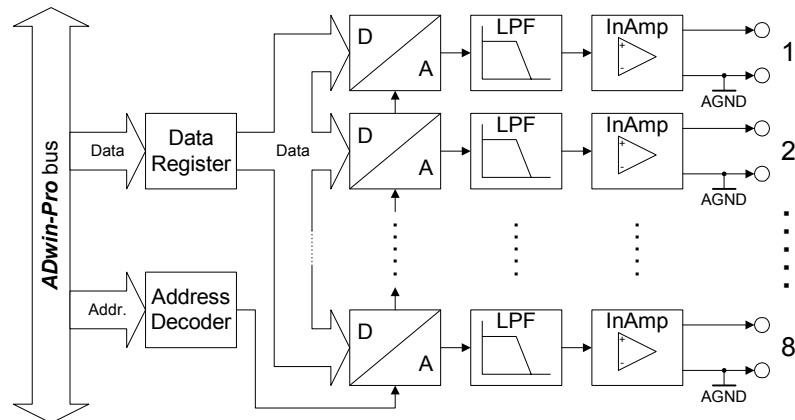 ADwin-Pro bus
Data
Data Register
Data
Addr.
Address Decoder
D
A
LPF
InAmp
+
-
AGND
1
D
A
LPF
InAmp
+
-
AGND
2
D
A
LPF
InAmp
+
-
AGND
8